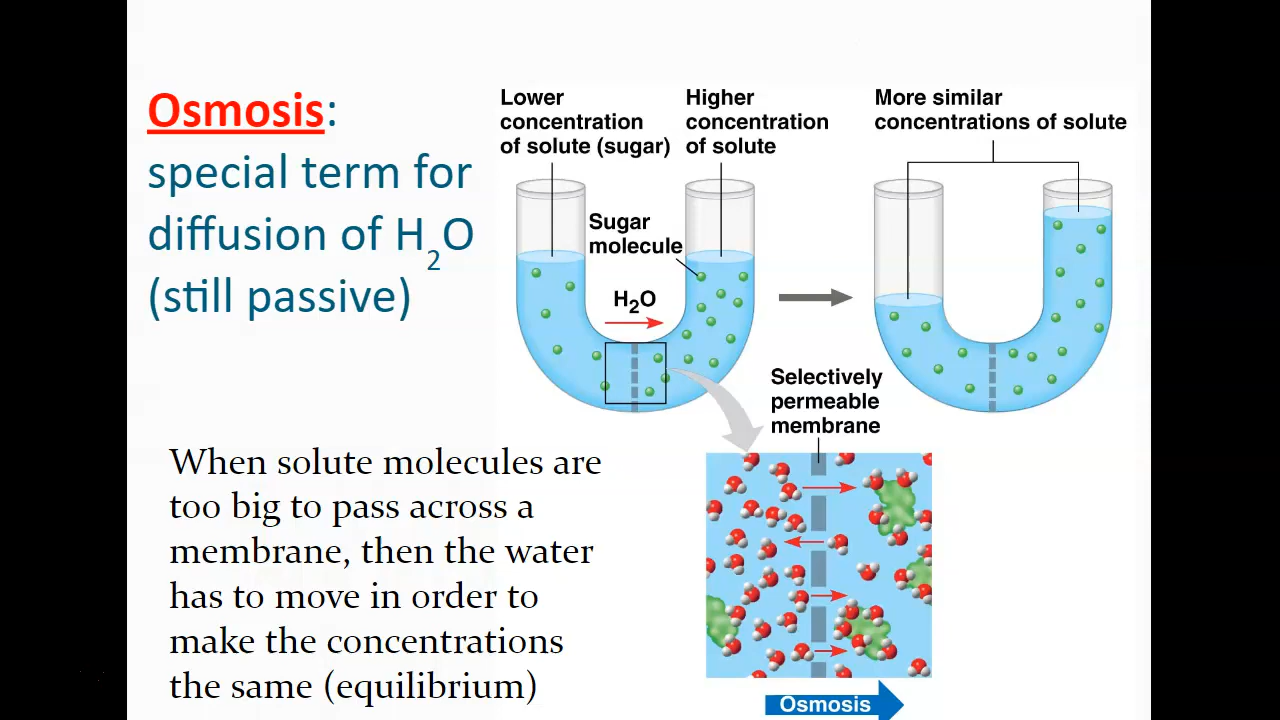 Osmosis:
special term for
diffusion of H₂O
(still passive)
When solute molecules are
too big to pass across a
membrane, then the water
has to move in order to
make the concentrations
the same (equilibrium)
Lower
concentration
of solute (sugar)
Higher
concentration
of solute
More similar
concentrations of solute
Sugar
molecule
H₂O
Selectively
permeable
membrane
Osmosis